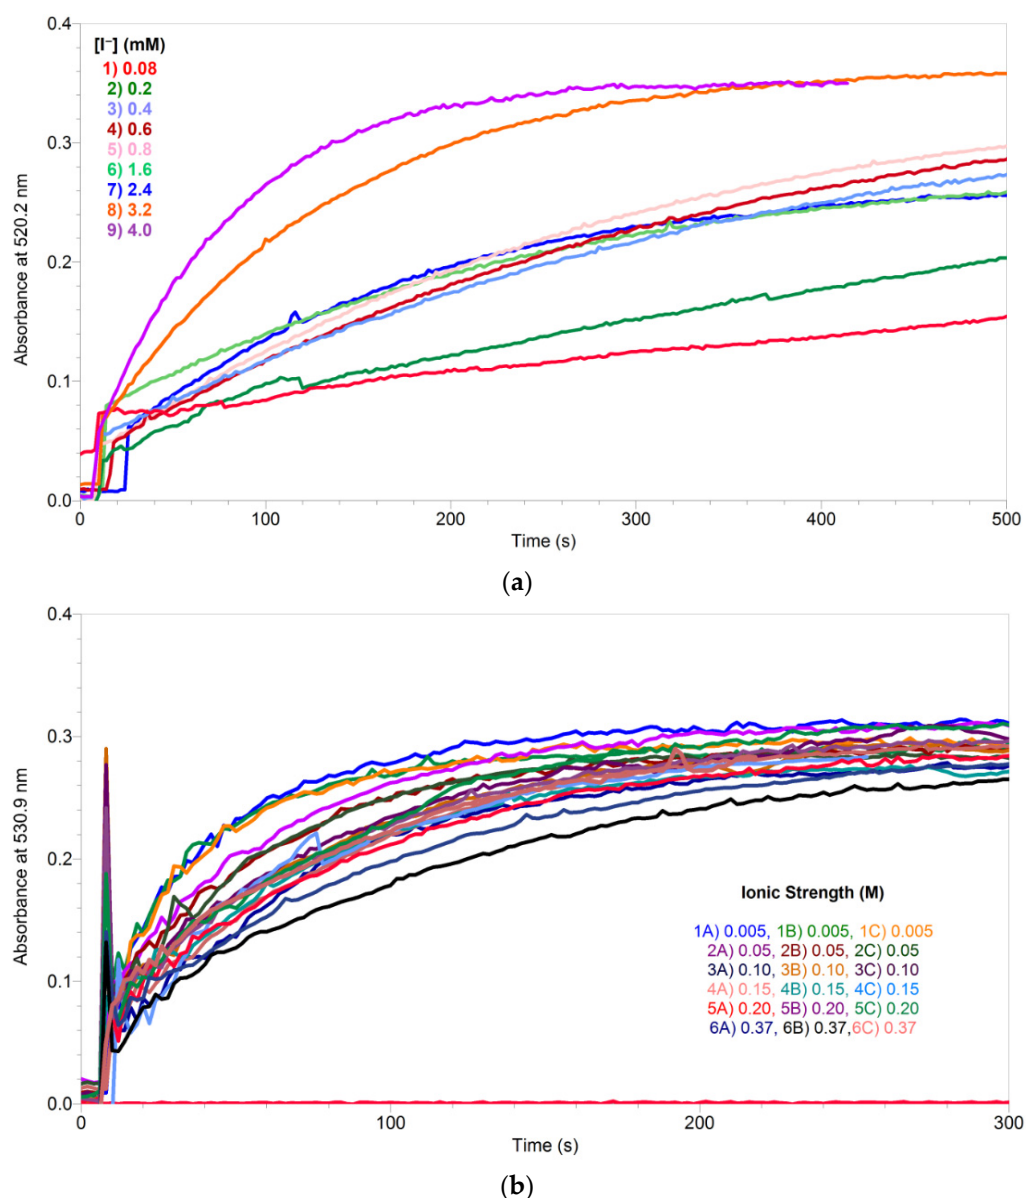 0.4
[I⁻] (mM)
1) 0.08
2) 0.2
3) 0.4
4) 0.6
5) 0.8
6) 1.6
7) 2.4
8) 3.2
9) 4.0
0.3
0.2
0.1
0.0
Absorbance at 520.2 nm
0 100 200 300 400 500
Time (s)
(a)
0.4
0.3
0.2
0.1
0.0
Absorbance at 530.9 nm
Ionic Strength (M)
1A) 0.005, 1B) 0.005, 1C) 0.005
2A) 0.05, 2B) 0.05, 2C) 0.05
3A) 0.10, 3B) 0.10, 3C) 0.10
4A) 0.15, 4B) 0.15, 4C) 0.15
5A) 0.20, 5B) 0.20, 5C) 0.20
6A) 0.37, 6B) 0.37, 6C) 0.37
0 100 200 300
Time (s)
(b)